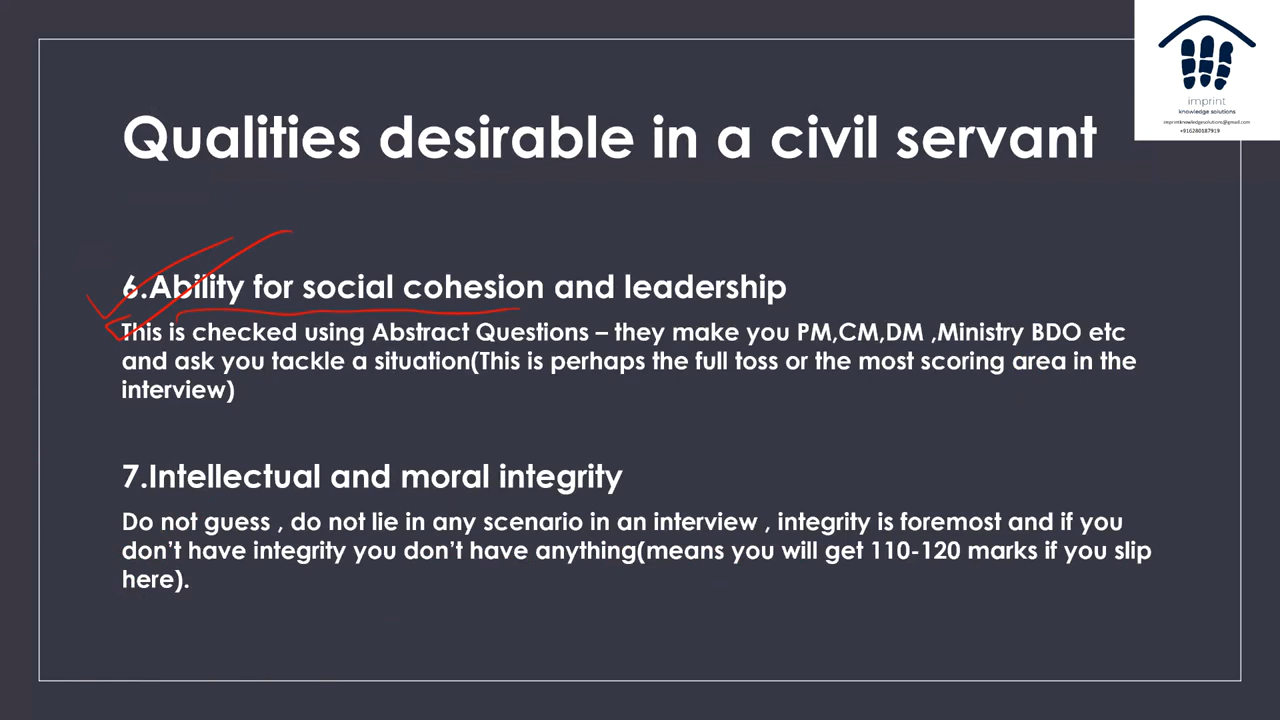 imprint
knowledge solutions
imprintknowledgesolutions@gmail.com
+916280187919
Qualities desirable in a civil servant
6.Ability for social cohesion and leadership
This is checked using Abstract Questions – they make you PM,CM,DM ,Ministry BDO etc
and ask you tackle a situation(This is perhaps the full toss or the most scoring area in the
interview)
7.Intellectual and moral integrity
Do not guess , do not lie in any scenario in an interview , integrity is foremost and if you
don’t have integrity you don’t have anything(means you will get 110-120 marks if you slip
here).